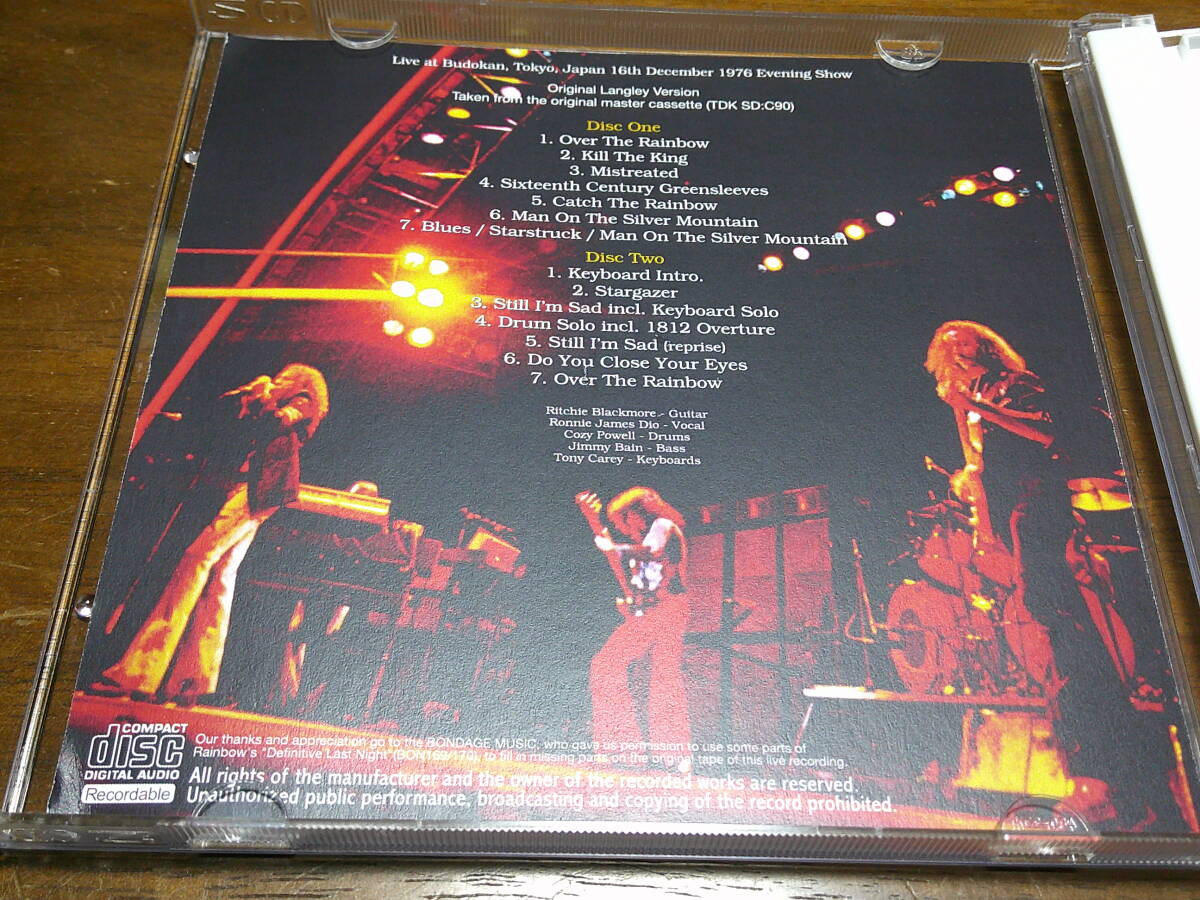 Live at Budokan, Tokyo, Japan 16th December 1976 Evening Show
Original Langley Version
Taken from the original master cassette (TDK SD:C90)
Disc One
1. Over The Rainbow
2. Kill The King
3. Mistreated
4. Sixteenth Century Greensleeves
5. Catch The Rainbow
6. Man On The Silver Mountain
7. Blues / Starstruck / Man On The Silver Mountain
Disc Two
1. Keyboard Intro.
2. Stargazer
3. Still I'm Sad incl. Keyboard Solo
4. Drum Solo incl. 1812 Overture
5. Still I'm Sad (reprise)
6. Do You Close Your Eyes
7. Over The Rainbow
Ritchie Blackmore - Guitar
Ronnie James Dio - Vocal
Cozy Powell - Drums
Jimmy Bain - Bass
Tony Carey - Keyboards
COMPACT
disc
DIGITAL AUDIO
Recordable
Our thanks and appreciation go to the BONDAGE MUSIC, who gave us permission to use some parts of
Rainbow's "Definitive Last Night"(BON169/170), to fill in missing parts on the original tape of this live recording.
All rights of the manufacturer and the owner of the recorded works are reserved.
Unauthorized public performance, broadcasting and copying of the record prohibited.